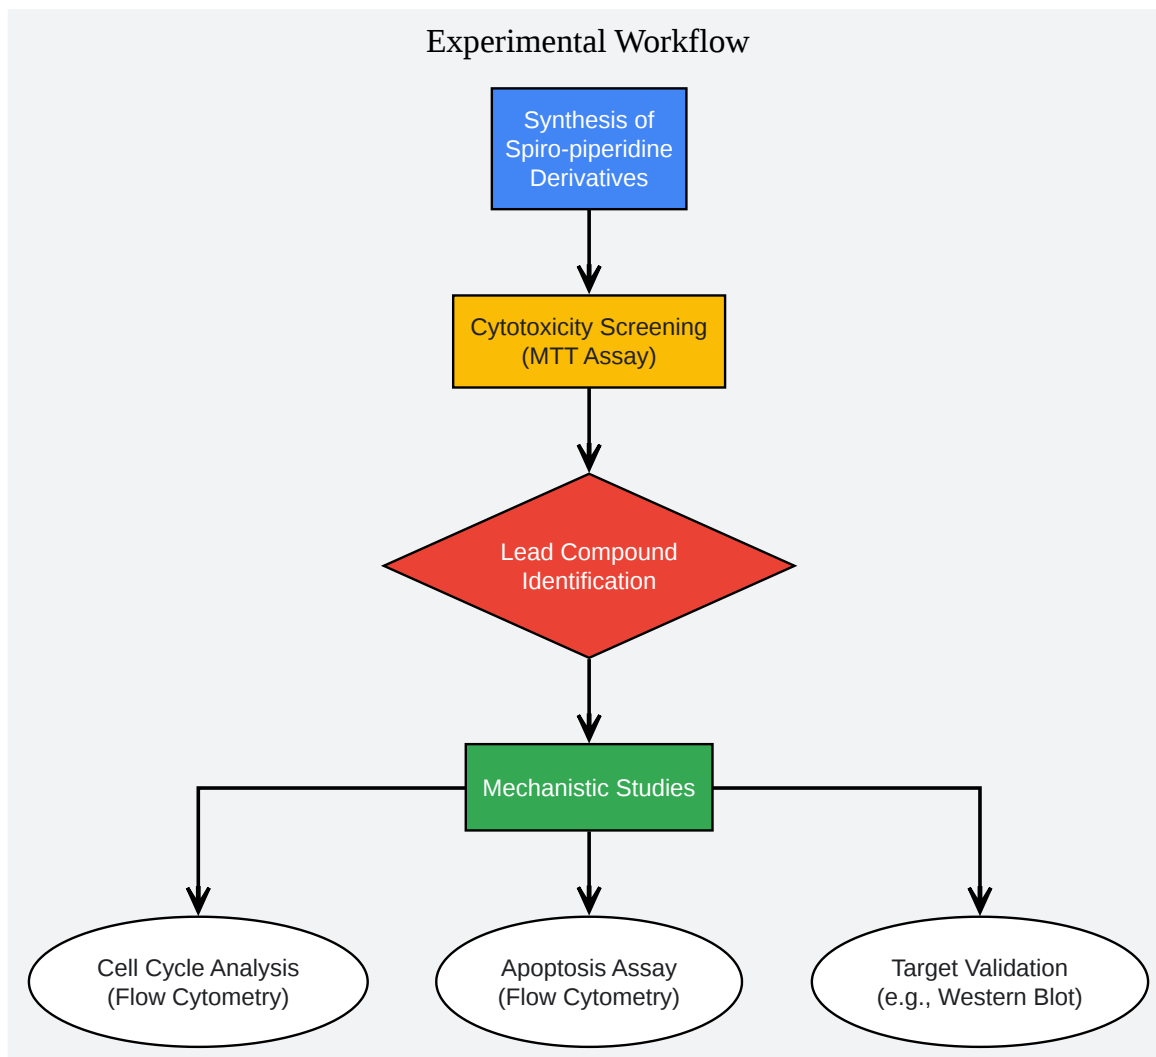 Experimental Workflow
Synthesis of
Spiro-piperidine
Derivatives
Cytotoxicity Screening
(MTT Assay)
Lead Compound
Identification
Mechanistic Studies
Cell Cycle Analysis
(Flow Cytometry)
Apoptosis Assay
(Flow Cytometry)
Target Validation
(e.g., Western Blot)